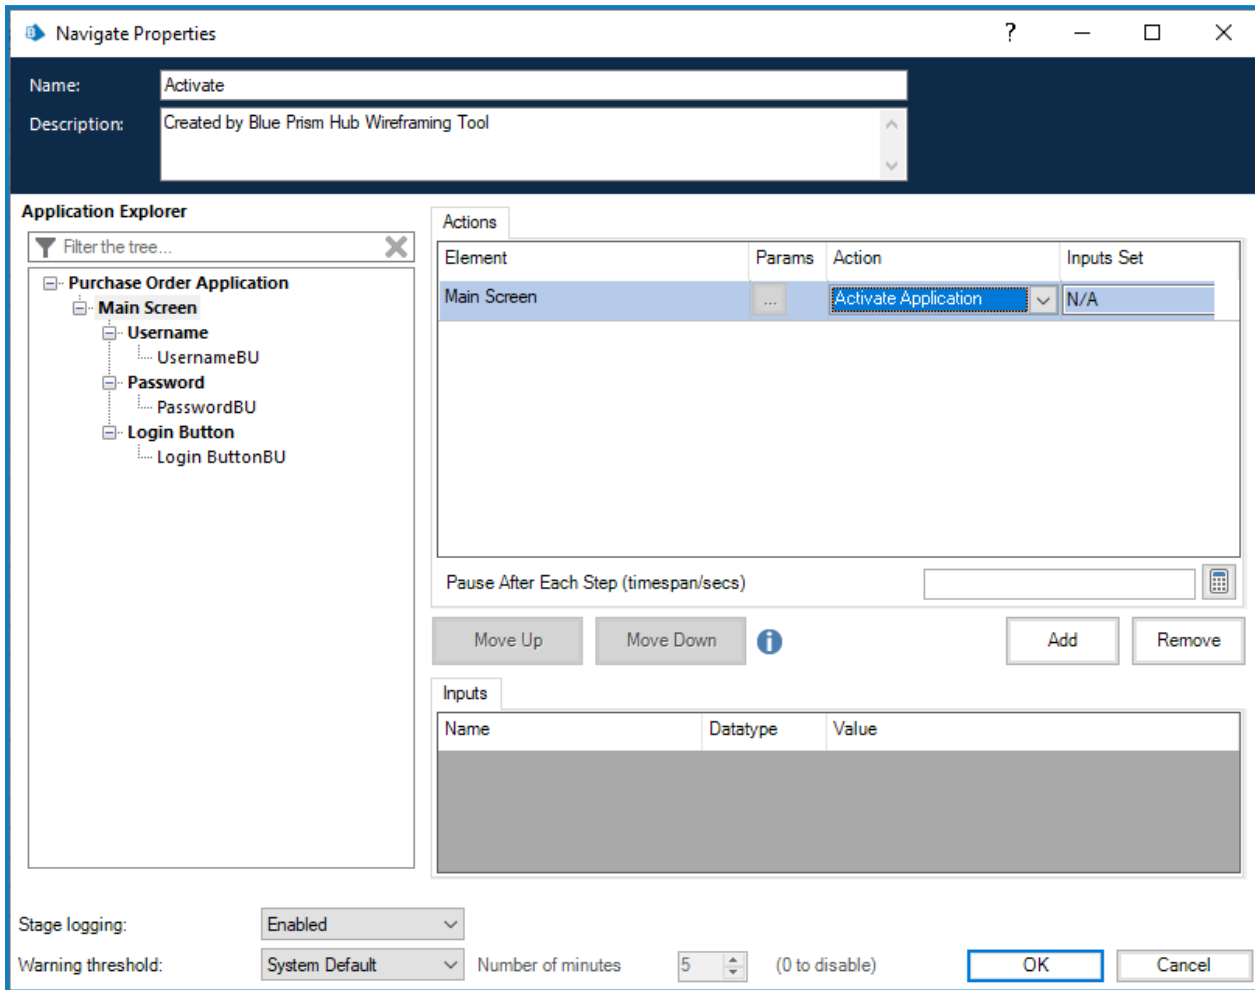 Navigate Properties
Name: Activate
Description: Created by Blue Prism Hub Wireframing Tool
Application Explorer
Filter the tree...
Purchase Order Application
Main Screen
Username
UsernameBU
Password
PasswordBU
Login Button
Login ButtonBU
Actions
Element Params Action Inputs Set
Main Screen ... Activate Application N/A
Pause After Each Step (timespan/secs)
Move Up Move Down Add Remove
Inputs
Name Datatype Value
Stage logging: Enabled
Warning threshold: System Default Number of minutes 5 (0 to disable) OK Cancel